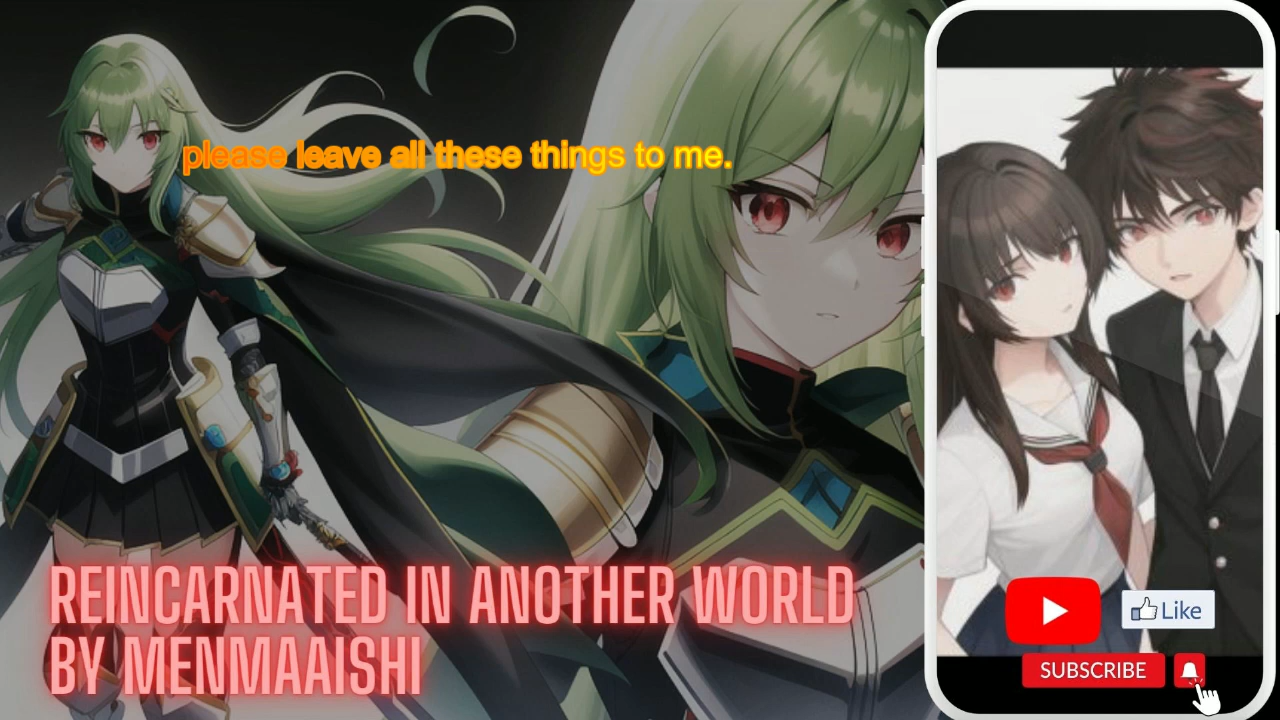 please leave all these things to me.
REINCARNATED IN ANOTHER WORLD
BY MENMAAISHI
Like
SUBSCRIBE